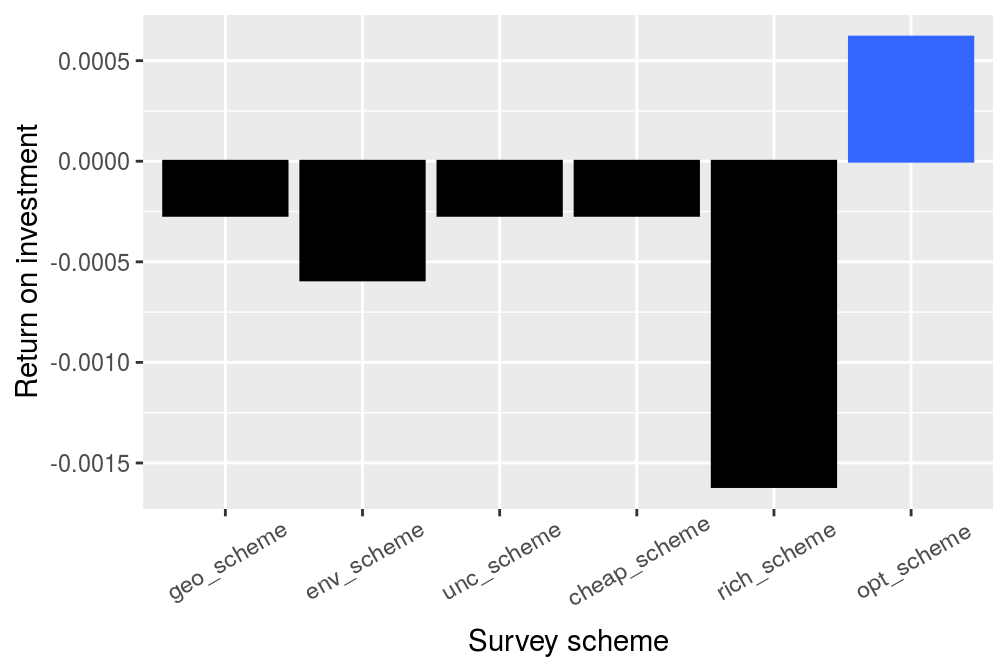 Return on investment
0.0005
0.0000
-0.0005
-0.0010
-0.0015
geo_scheme
env_scheme
unc_scheme
cheap_scheme
rich_scheme
opt_scheme
Survey scheme